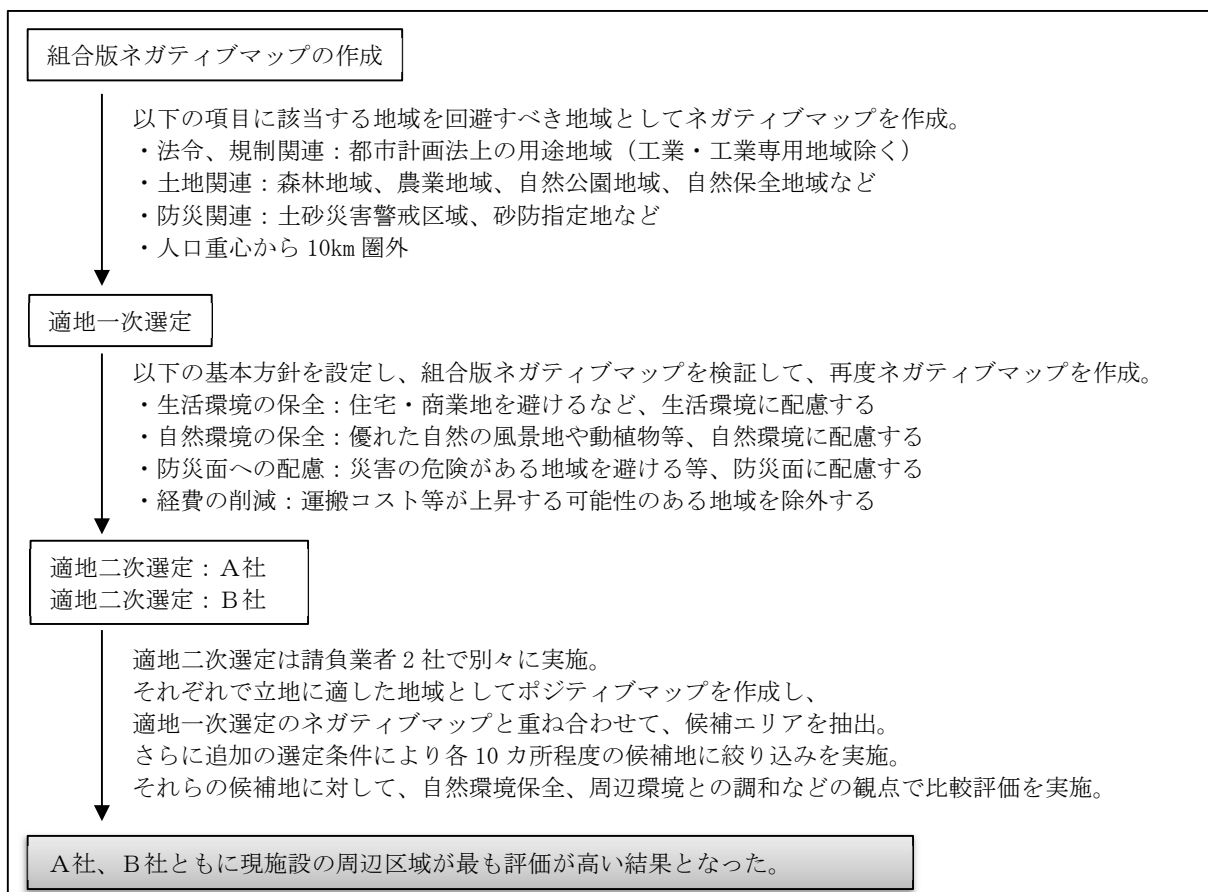 組合版ネガティブマップの作成
以下の項目に該当する地域を回避すべき地域としてネガティブマップを作成。
・法令、規制関連：都市計画法上の用途地域（工業・工業専用地域除く）
・土地関連：森林地域、農業地域、自然公園地域、自然保全地域など
・防災関連：土砂災害警戒区域、砂防指定地など
・人口重心から 10km 圏外
適地一次選定
以下の基本方針を設定し、組合版ネガティブマップを検証して、再度ネガティブマップを作成。
・生活環境の保全：住宅・商業地を避けるなど、生活環境に配慮する
・自然環境の保全：優れた自然の風景地や動植物等、自然環境に配慮する
・防災面への配慮：災害の危険がある地域を避ける等、防災面に配慮する
・経費の削減：運搬コスト等が上昇する可能性のある地域を除外する
適地二次選定：Ａ社
適地二次選定：Ｂ社
適地二次選定は請負業者 2 社で別々に実施。
それぞれで立地に適した地域としてポジティブマップを作成し、
適地一次選定のネガティブマップと重ね合わせて、候補エリアを抽出。
さらに追加の選定条件により各 10 カ所程度の候補地に絞り込みを実施。
それらの候補地に対して、自然環境保全、周辺環境との調和などの観点で比較評価を実施。
Ａ社、Ｂ社ともに現施設の周辺区域が最も評価が高い結果となった。